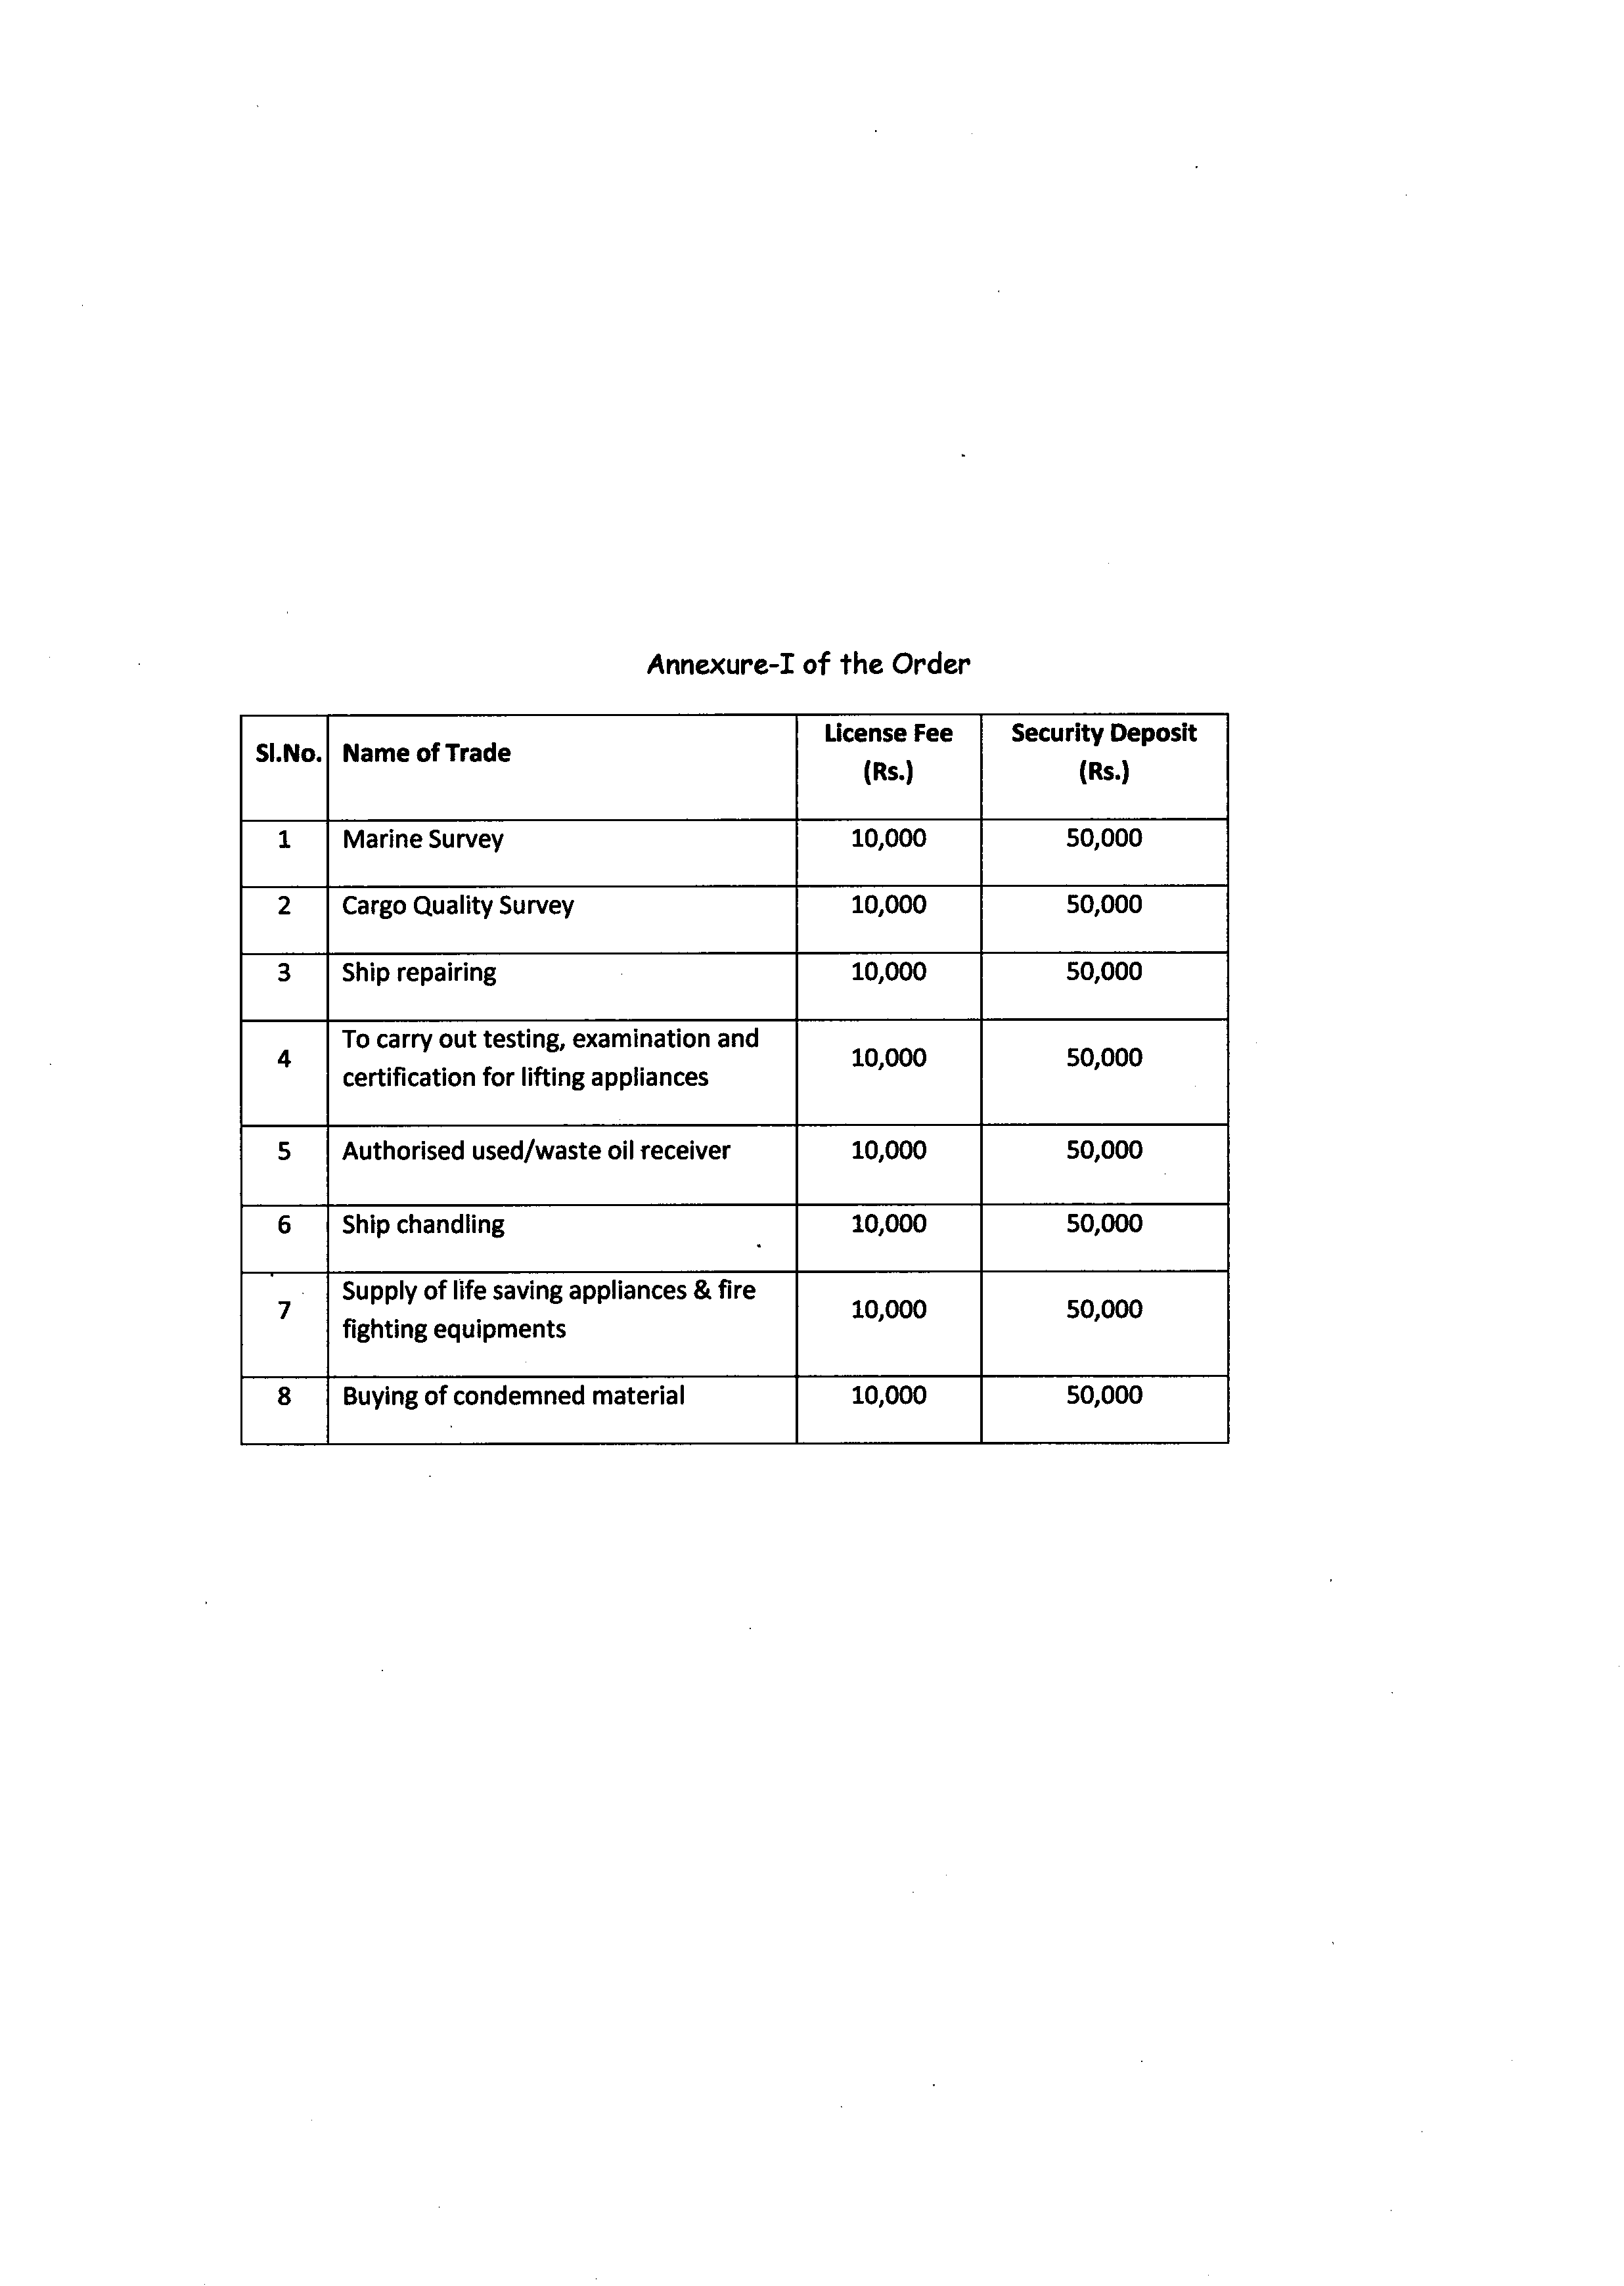 Annexure-I of the Order
Sl.No. Name of Trade License Fee (Rs.) Security Deposit (Rs.)
1 Marine Survey 10,000 50,000
2 Cargo Quality Survey 10,000 50,000
3 Ship repairing 10,000 50,000
4 To carry out testing, examination and
certification for lifting appliances 10,000 50,000
5 Authorised used/waste oil receiver 10,000 50,000
6 Ship chandling 10,000 50,000
7 Supply of life saving appliances & fire
fighting equipments 10,000 50,000
8 Buying of condemned material 10,000 50,000